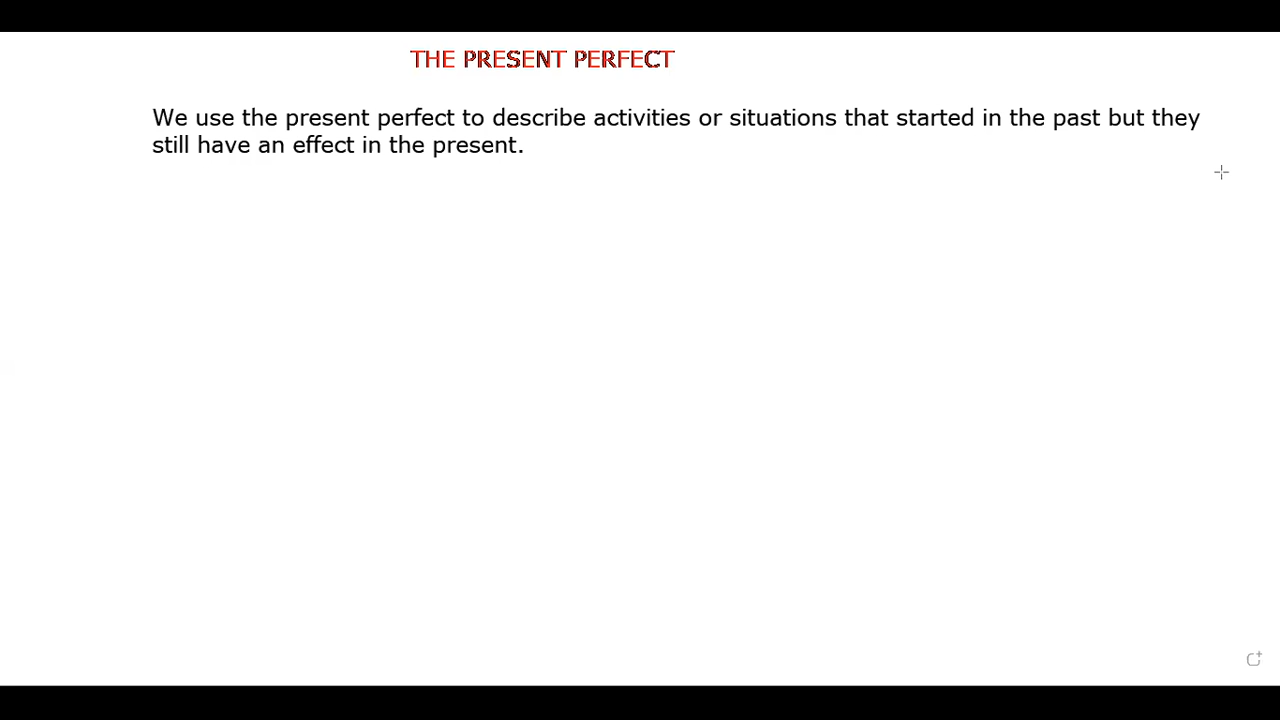 THE PRESENT PERFECT
We use the present perfect to describe activities or situations that started in the past but they
still have an effect in the present.